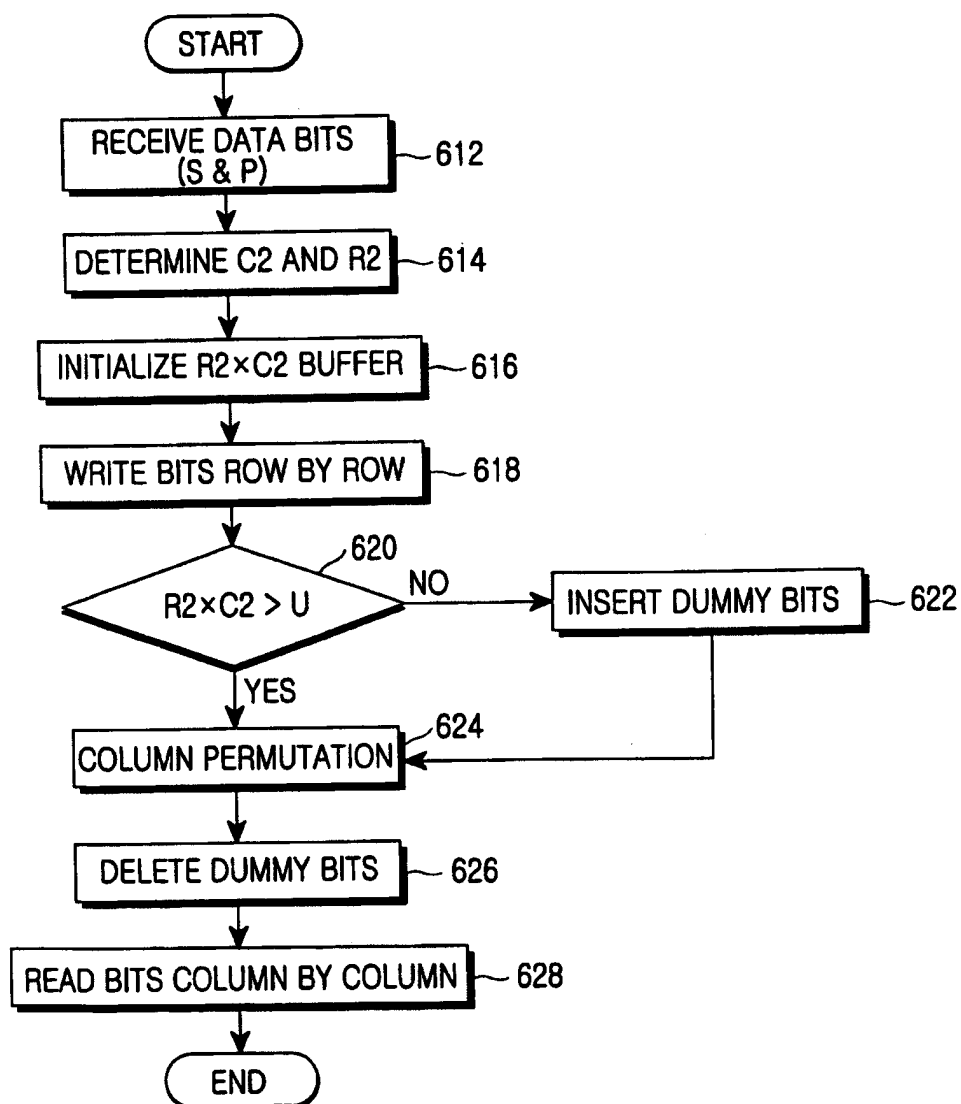 START
RECEIVE DATA BITS
(S & P)
612
DETERMINE C2 AND R2
614
INITIALIZE R2×C2 BUFFER
616
WRITE BITS ROW BY ROW
618
620
R2×C2 > U
NO
INSERT DUMMY BITS
622
YES
624
COLUMN PERMUTATION
DELETE DUMMY BITS
626
READ BITS COLUMN BY COLUMN
628
END